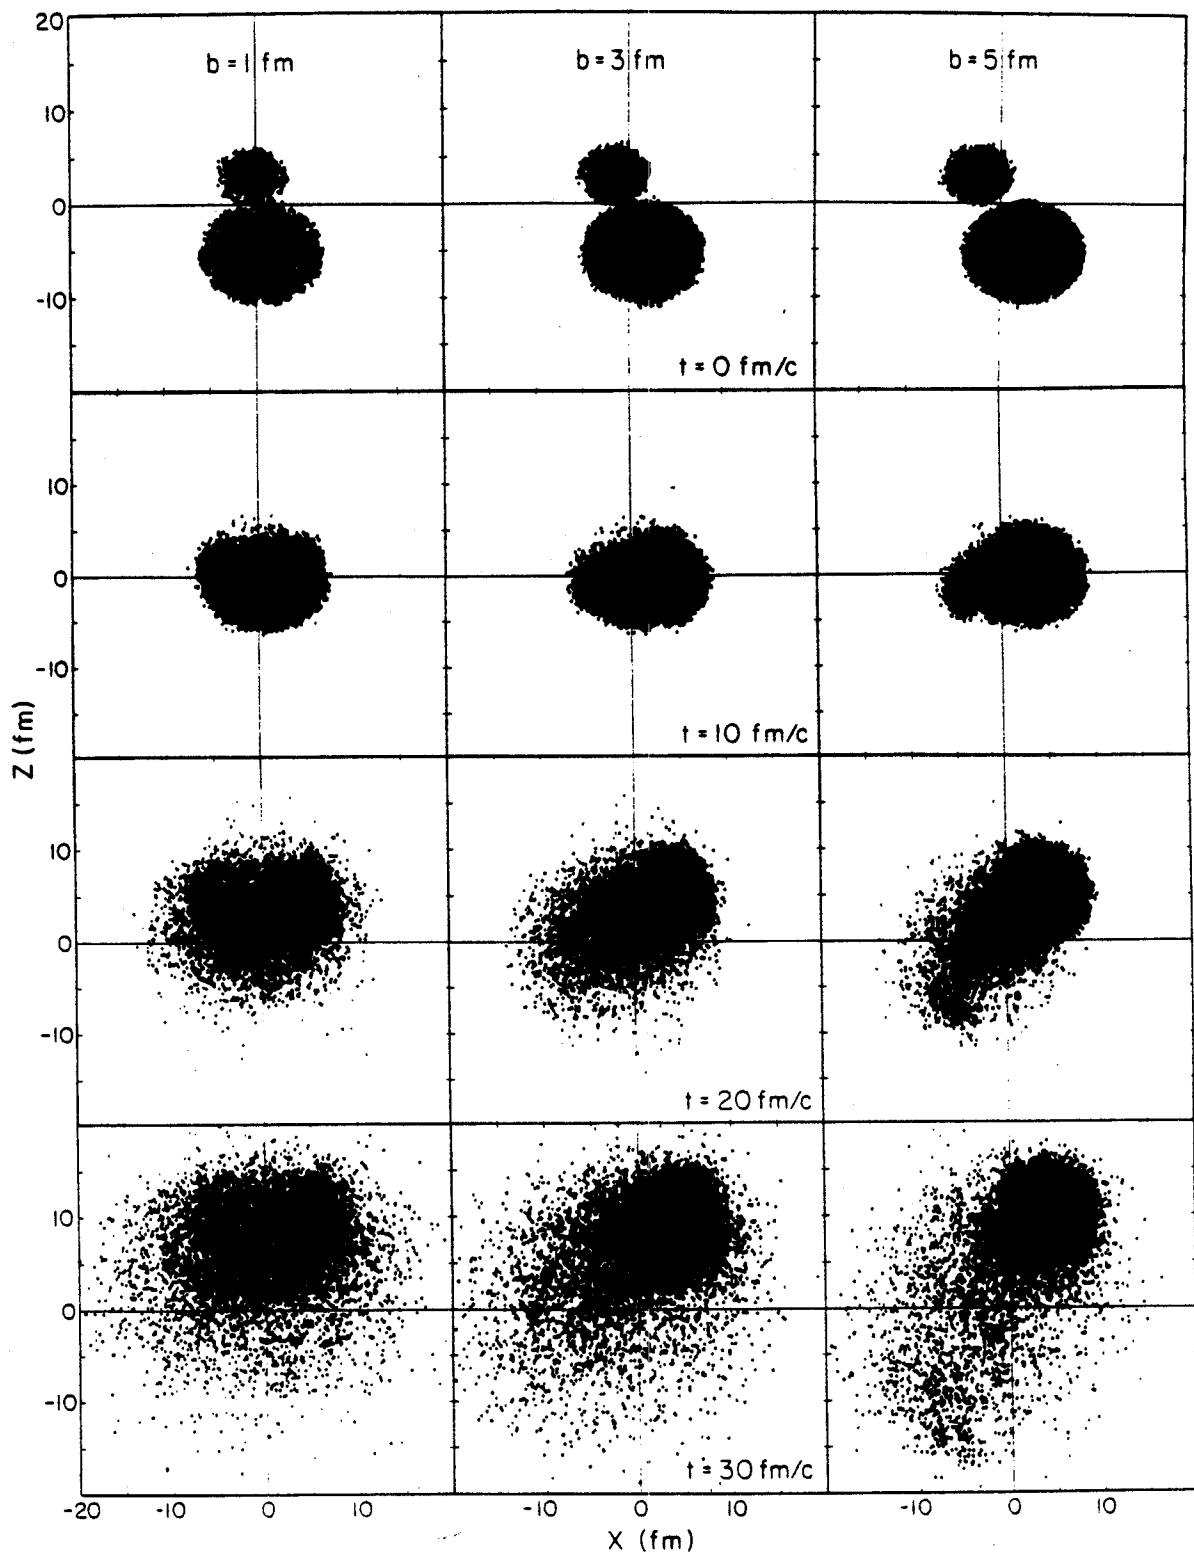 20
b = 1 fm
b = 3 fm
b = 5 fm
10
0
-10
t = 0 fm/c
10
0
-10
t = 10 fm/c
Z (fm)
10
0
-10
t = 20 fm/c
10
0
-10
t = 30 fm/c
-20 -10 0 10 -10 0 10 -10 0 10
X (fm)